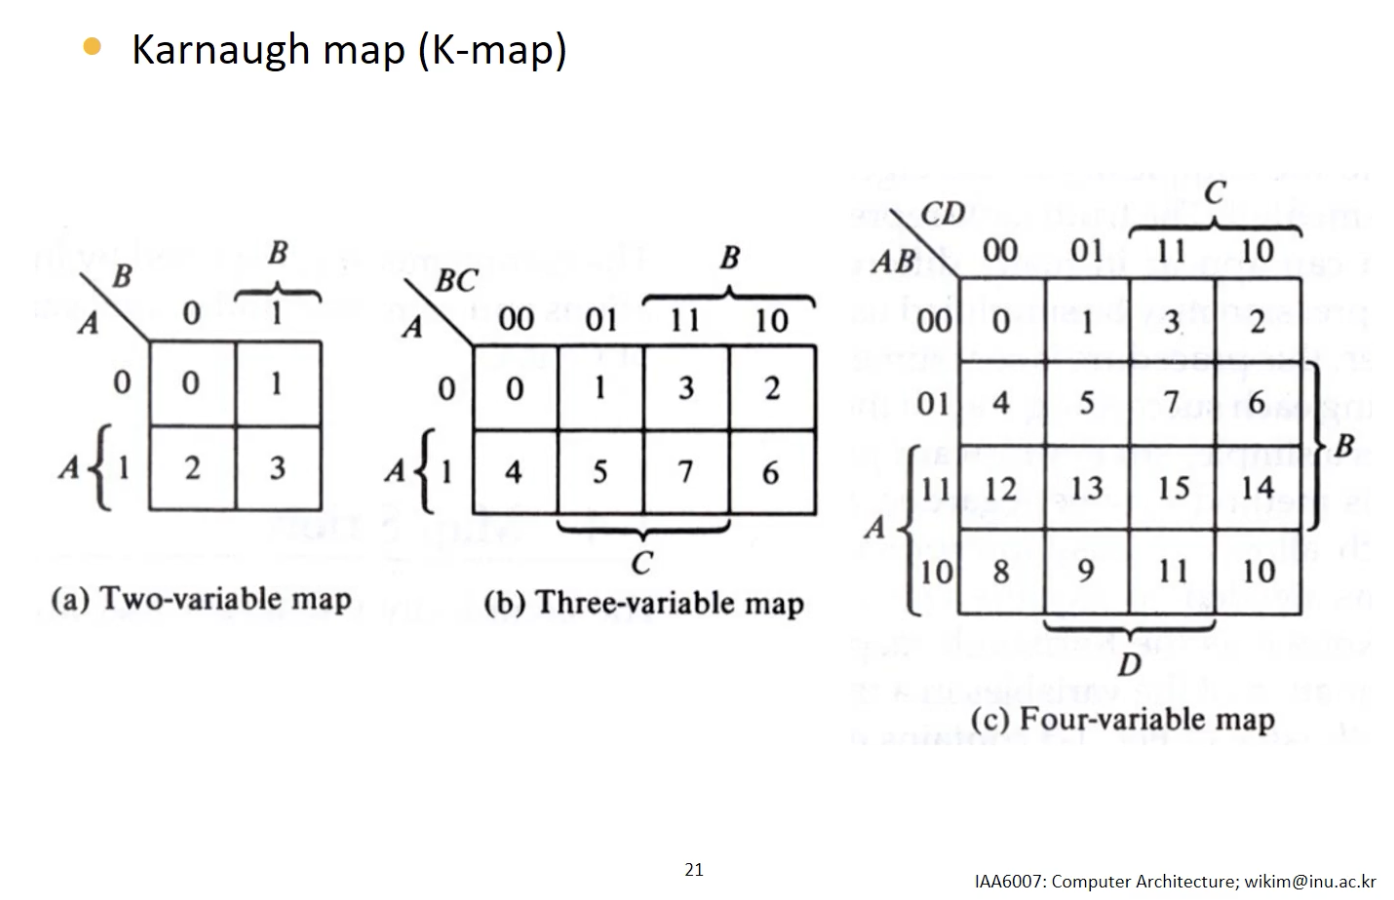 Karnaugh map (K-map)
B
B
A
0 1
0 0 1
A 1 2 3
(a) Two-variable map
B
BC
A
00 01 11 10
0 0 1 3 2
A 1 4 5 7 6
C
(b) Three-variable map
C
CD
AB
00 01 11 10
00 0 1 3 2
01 4 5 7 6
B
11 12 13 15 14
A
10 8 9 11 10
D
(c) Four-variable map
21
IAA6007: Computer Architecture; wikim@inu.ac.kr